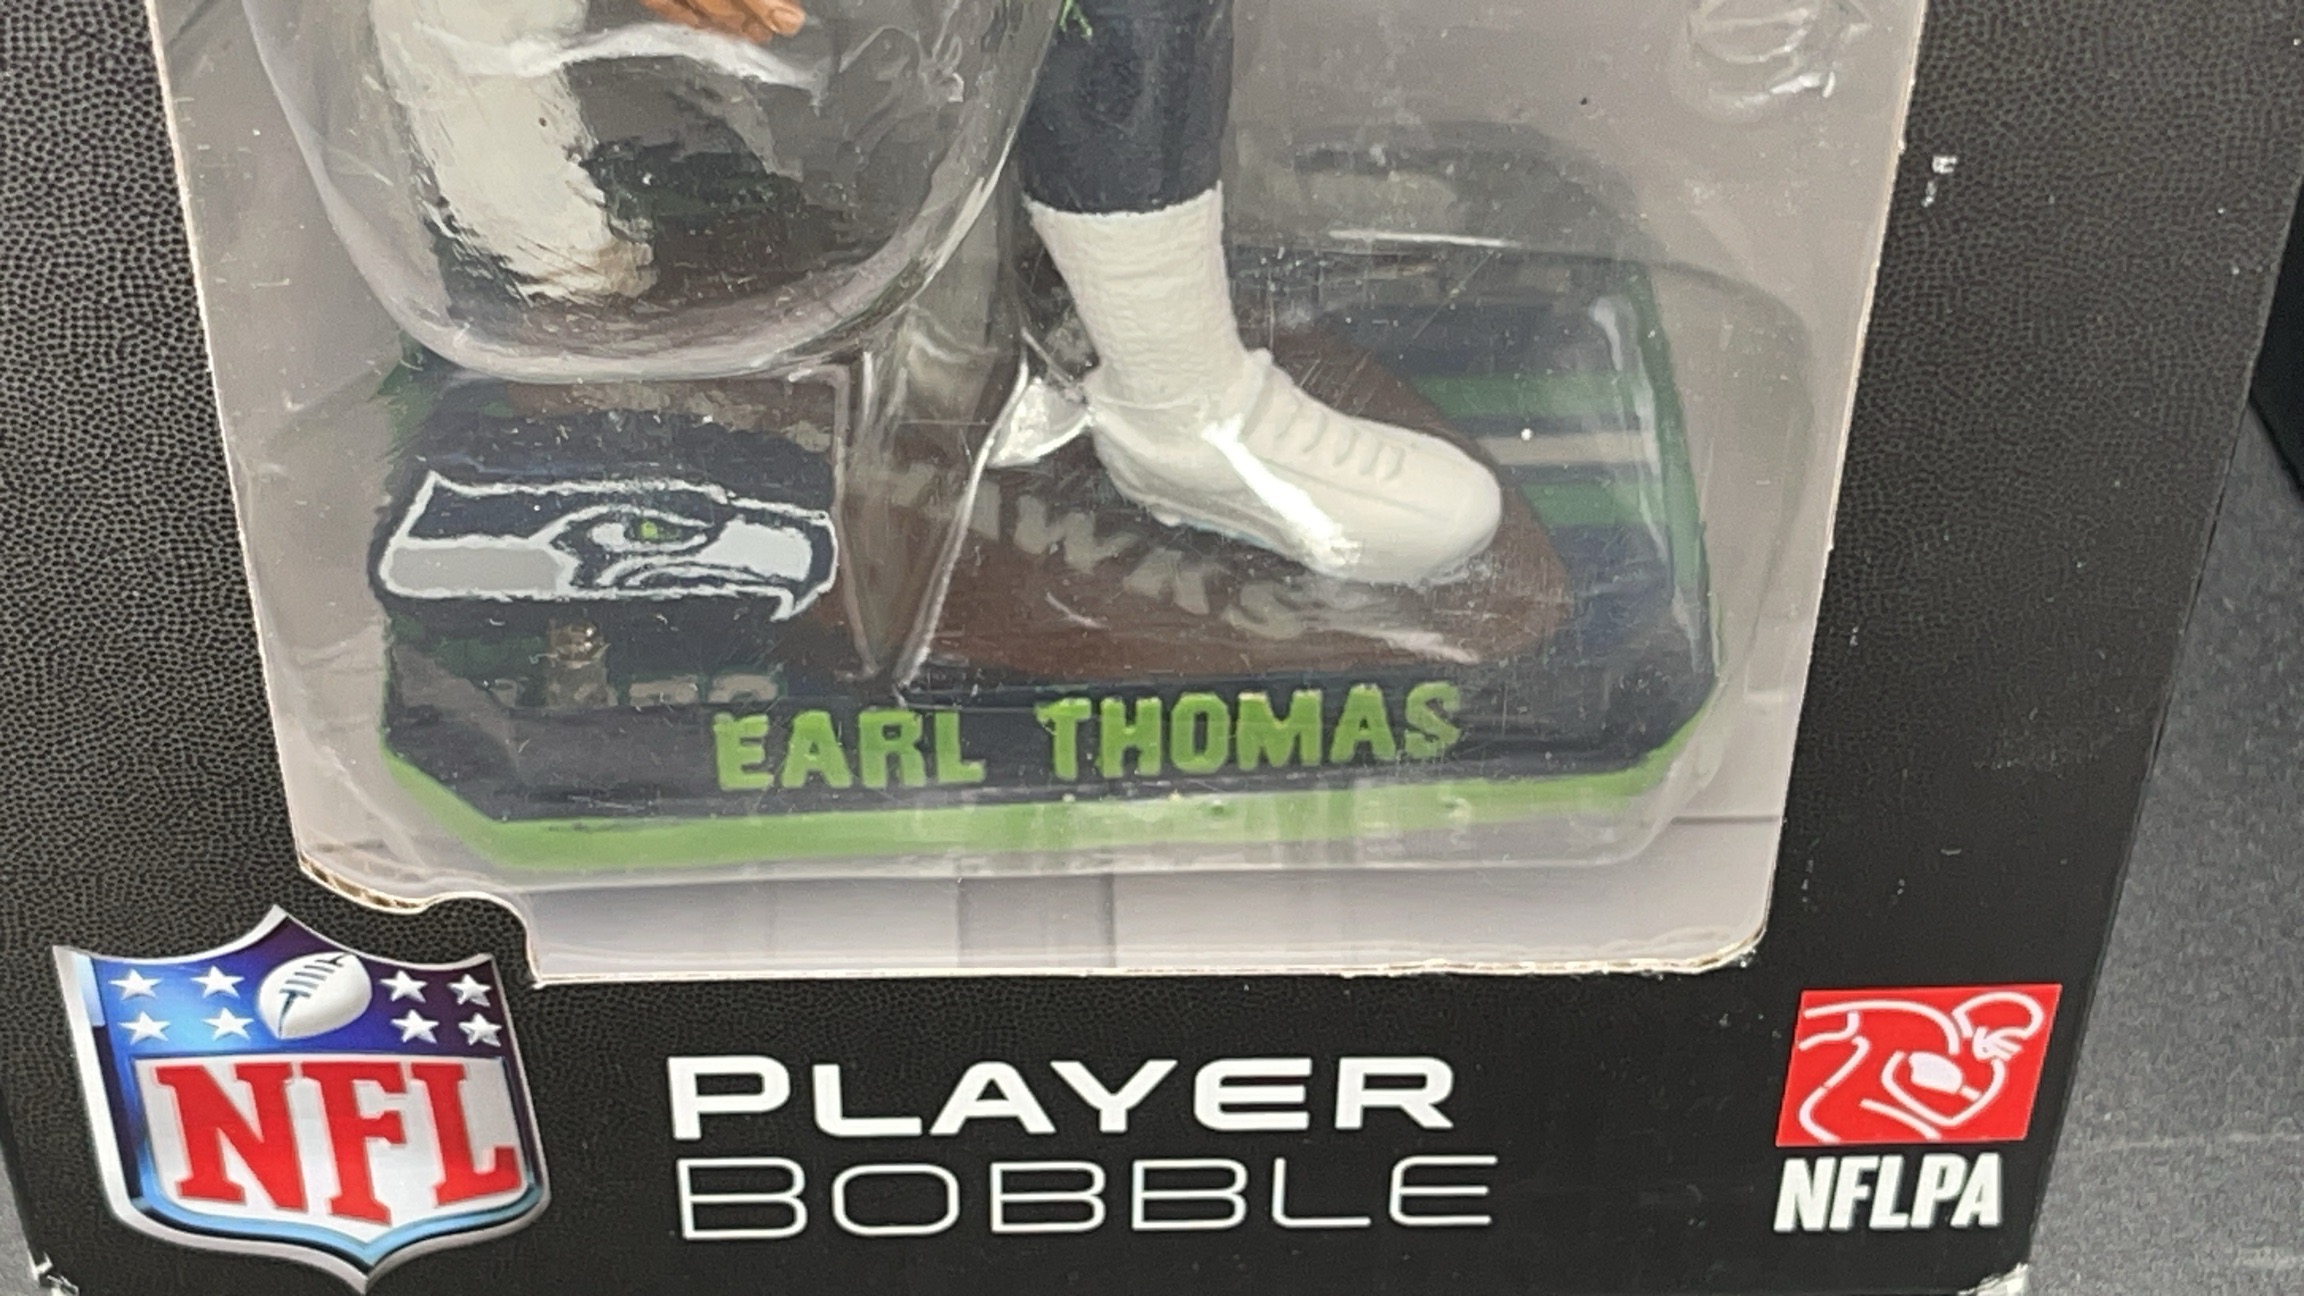 EARL THOMAS
NFL
PLAYER
BOBBLE
NFLPA